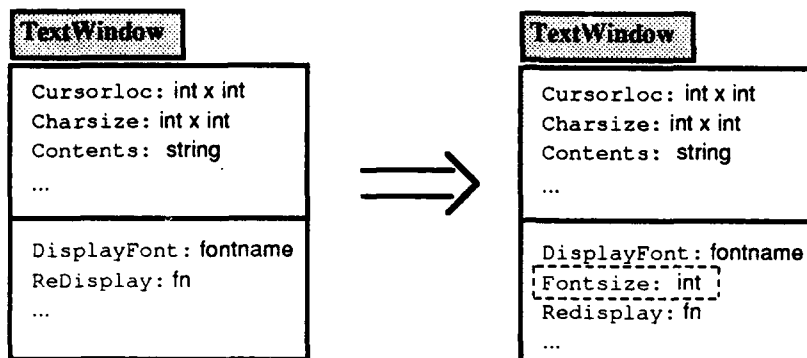 TextWindow
Cursorloc: int x int
Charsize: int x int
Contents: string
...
DisplayFont: fontname
ReDisplay: fn
...
TextWindow
Cursorloc: int x int
Charsize: int x int
Contents: string
...
DisplayFont: fontname
Fontsize: int
Redisplay: fn
...